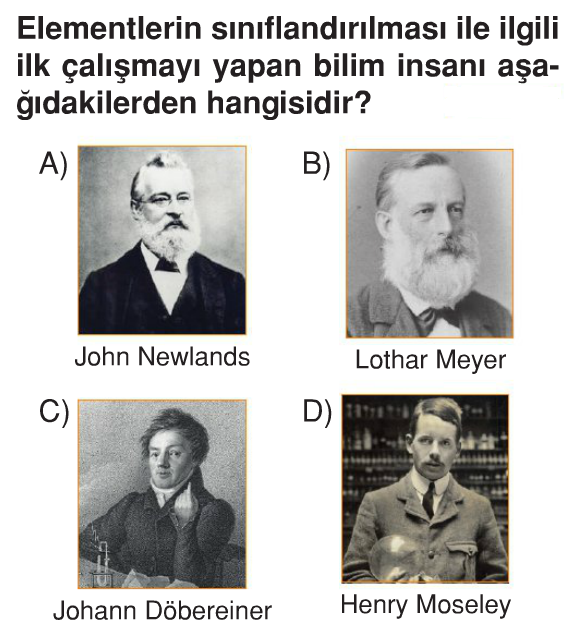 Elementlerin sınıflandırılması ile ilgili
ilk çalışmayı yapan bilim insanı aşa-
ğıdakilerden hangisidir?
A)
John Newlands
B)
Lothar Meyer
C)
Johann Döbereiner
D)
Henry Moseley